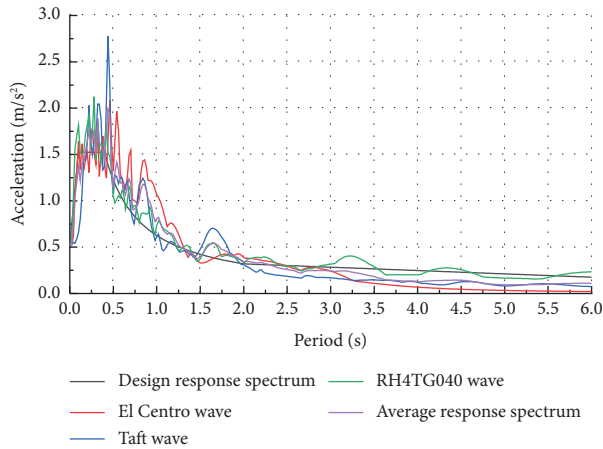 3.0
2.5
2.0
1.5
1.0
0.5
0.0
Acceleration (m/s²)
0.0 0.5 1.0 1.5 2.0 2.5 3.0 3.5 4.0 4.5 5.0 5.5 6.0
Period (s)
Design response spectrum
El Centro wave
Taft wave
RH4TG040 wave
Average response spectrum